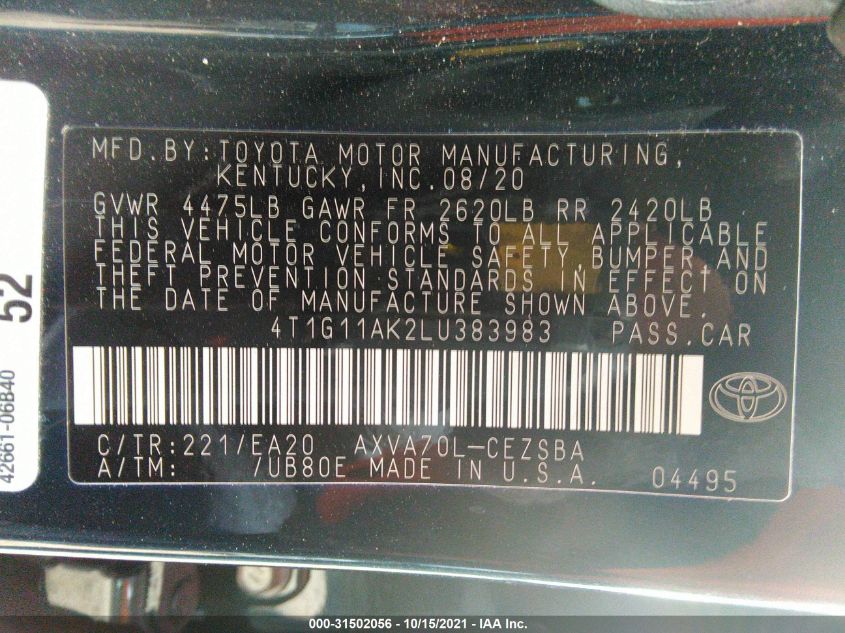 MFD.BY:TOYOTA MOTOR MANUFACTURING,
KENTUCKY,INC.08/20
GVWR 4475LB GAWR FR 2620LB RR 2420LB
THIS VEHICLE CONFORMS TO ALL APPLICABLE
FEDERAL MOTOR VEHICLE SAFETY,BUMPER AND
THEFT PREVENTION STANDARDS IN EFFECT ON
THE DATE OF MANUFACTURE SHOWN ABOVE.
4T1G11AK2LU383983 PASS.CAR
C/TR:221/EA20 AXVA70L-CEZSBA
A/TM: /UB80E MADE IN U.S.A. 04495
52
42661-06B40
000-31502056 - 10/15/2021 - IAA Inc.